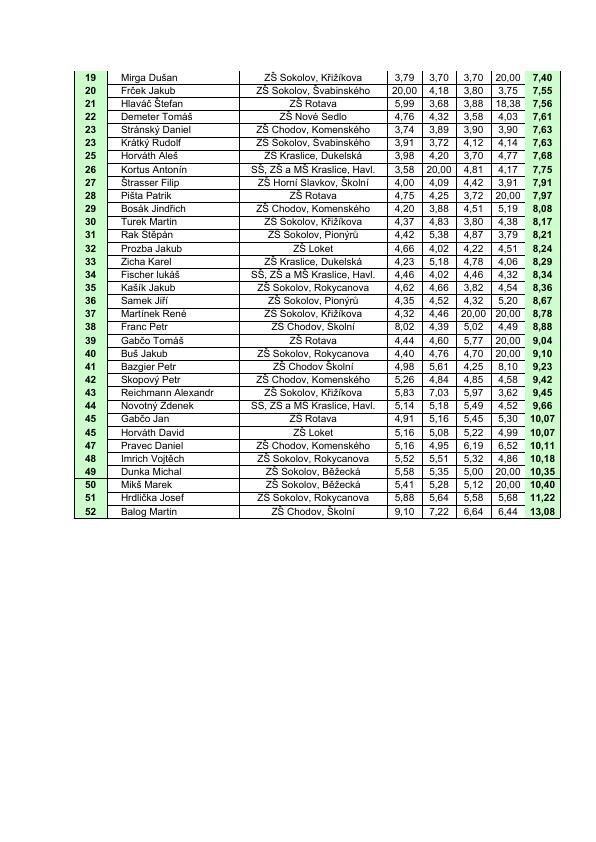 19 Mirga Dušan ZŠ Sokolov, Křižíkova 3,79 3,70 3,70 20,00 7,40
20 Frček Jakub ZŠ Sokolov, Švabinského 20,00 4,18 3,80 3,75 7,55
21 Hlaváč Štefan ZŠ Rotava 5,99 3,68 3,88 18,38 7,56
22 Demeter Tomáš ZŠ Nové Sedlo 4,76 4,32 3,58 4,03 7,61
23 Stránský Daniel ZŠ Chodov, Komenského 3,74 3,89 3,90 3,90 7,63
23 Krátký Rudolf ZŠ Sokolov, Švabinského 3,91 3,72 4,12 4,14 7,63
25 Horváth Aleš ZŠ Kraslice, Dukelská 3,98 4,20 3,70 4,77 7,68
26 Kortus Antonín SŠ, ZŠ a MŠ Kraslice, Havl. 3,58 20,00 4,81 4,17 7,75
27 Štrasser Filip ZŠ Horní Slavkov, Školní 4,00 4,09 4,42 3,91 7,91
28 Pišta Patrik ZŠ Rotava 4,75 4,25 3,72 20,00 7,97
29 Bosák Jindřich ZŠ Chodov, Komenského 4,20 3,88 4,51 5,19 8,08
30 Turek Martin ZŠ Sokolov, Křižíkova 4,37 4,83 3,80 4,38 8,17
31 Rak Štěpán ZŠ Sokolov, Pionýrů 4,42 5,38 4,87 3,79 8,21
32 Prozba Jakub ZŠ Loket 4,66 4,02 4,22 4,51 8,24
33 Zicha Karel ZŠ Kraslice, Dukelská 4,23 5,18 4,78 4,06 8,29
34 Fischer lukáš SŠ, ZŠ a MŠ Kraslice, Havl. 4,46 4,02 4,46 4,32 8,34
35 Kašík Jakub ZŠ Sokolov, Rokycanova 4,62 4,66 3,82 4,54 8,36
36 Samek Jiří ZŠ Sokolov, Pionýrů 4,35 4,52 4,32 5,20 8,67
37 Martínek René ZŠ Sokolov, Křižíkova 4,32 4,46 20,00 20,00 8,78
38 Franc Petr ZŠ Chodov, Školní 8,02 4,39 5,02 4,49 8,88
39 Gabčo Tomáš ZŠ Rotava 4,44 4,60 5,77 20,00 9,04
40 Buš Jakub ZŠ Sokolov, Rokycanova 4,40 4,76 4,70 20,00 9,10
41 Bazgier Petr ZŠ Chodov Školní 4,98 5,61 4,25 8,10 9,23
42 Skopový Petr ZŠ Chodov, Komenského 5,26 4,84 4,85 4,58 9,42
43 Reichmann Alexandr ZŠ Sokolov, Křižíkova 5,83 7,03 5,97 3,62 9,45
44 Novotný Zdenek SŠ, ZŠ a MŠ Kraslice, Havl. 5,14 5,18 5,49 4,52 9,66
45 Gabčo Jan ZŠ Rotava 4,91 5,16 5,45 5,30 10,07
45 Horváth David ZŠ Loket 5,16 5,08 5,22 4,99 10,07
47 Pravec Daniel ZŠ Chodov, Komenského 5,16 4,95 6,19 6,52 10,11
48 Imrich Vojtěch ZŠ Sokolov, Rokycanova 5,52 5,51 5,32 4,86 10,18
49 Dunka Michal ZŠ Sokolov, Běžecká 5,58 5,35 5,00 20,00 10,35
50 Mikš Marek ZŠ Sokolov, Běžecká 5,41 5,28 5,12 20,00 10,40
51 Hrdlička Josef ZŠ Sokolov, Rokycanova 5,88 5,64 5,58 5,68 11,22
52 Balog Martin ZŠ Chodov, Školní 9,10 7,22 6,64 6,44 13,08